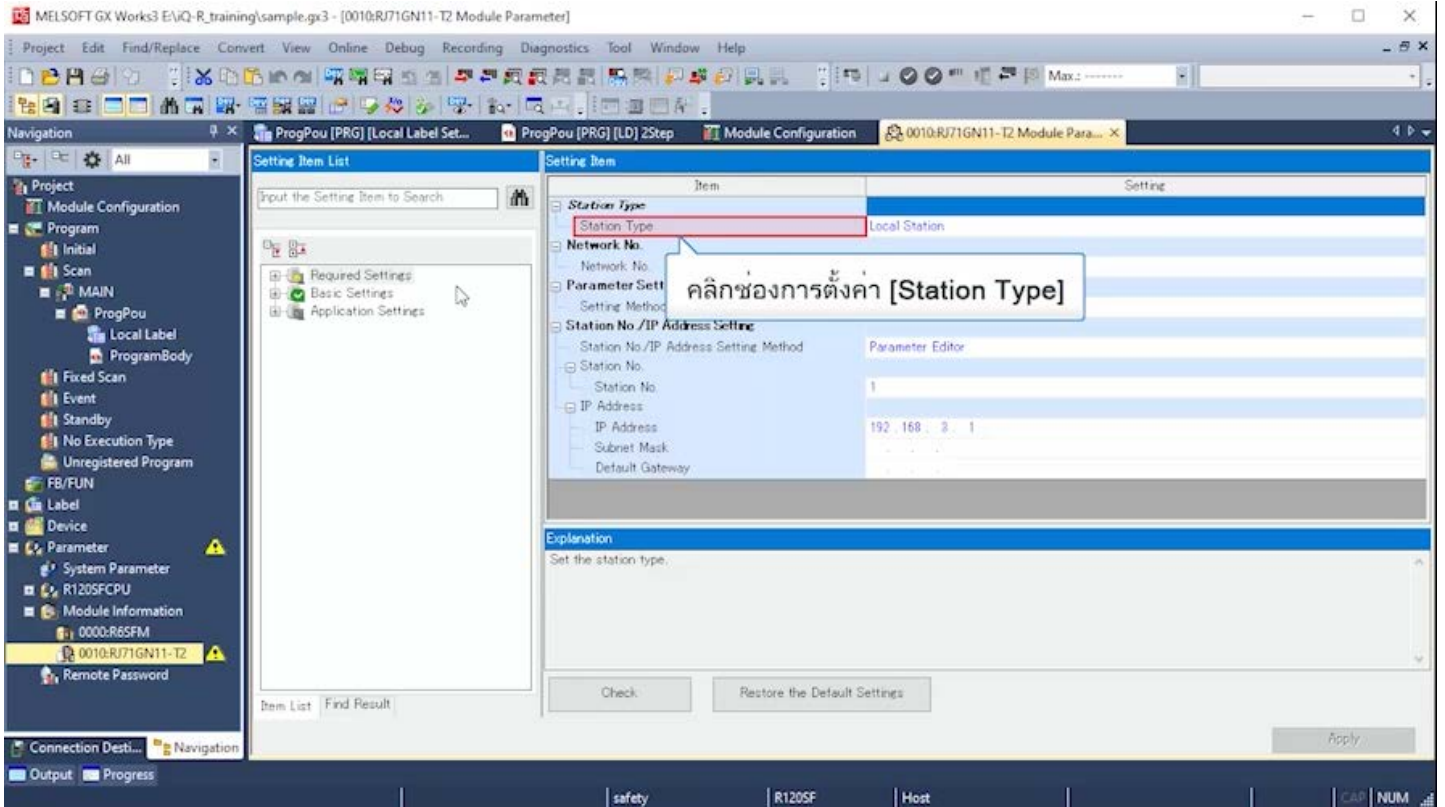 MELSOFT GX Works3 E:\iQ-R_training\sample.gx3 - [0010:RJ71GN11-T2 Module Parameter]
Project Edit Find/Replace Convert View Online Debug Recording Diagnostics Tool Window Help
Max.: -------
Navigation
ProgPou [PRG] [Local Label Set...
ProgPou [PRG] [LD] 2Step
Module Configuration
0010:RJ71GN11-T2 Module Para...
All
Project
Module Configuration
Program
Initial
Scan
MAIN
ProgPou
Local Label
ProgramBody
Fixed Scan
Event
Standby
No Execution Type
Unregistered Program
FB/FUN
Label
Device
Parameter
System Parameter
R120SFCPU
Module Information
0000:R6SFM
0010:RJ71GN11-T2
Remote Password
Connection Desti... Navigation
Setting Item List
Input the Setting Item to Search
Required Settings
Basic Settings
Application Settings
Item List Find Result
Setting Item
Item Setting
Station Type
Station Type Local Station
Network No.
Network No.
Parameter Sett
Setting Method
คลิกช่องการตั้งค่า [Station Type]
Station No./IP Address Setting
Station No./IP Address Setting Method Parameter Editor
Station No.
Station No. 1
IP Address
IP Address 192 . 168 . 3 . 1
Subnet Mask . . .
Default Gateway . . .
Explanation
Set the station type.
Check Restore the Default Settings
Apply
Output Progress
safety R120SF Host CAP NUM